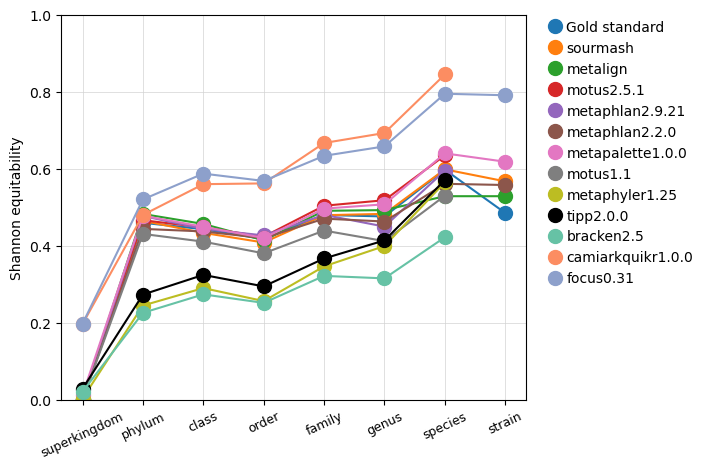 1.0
0.8
0.6
0.4
0.2
0.0
Shannon equitability
superkingdom
phylum
class
order
family
genus
species
strain
Gold standard
sourmash
metalign
motus2.5.1
metaphlan2.9.21
metaphlan2.2.0
metapalette1.0.0
motus1.1
metaphyler1.25
tipp2.0.0
bracken2.5
camiarkquikr1.0.0
focus0.31